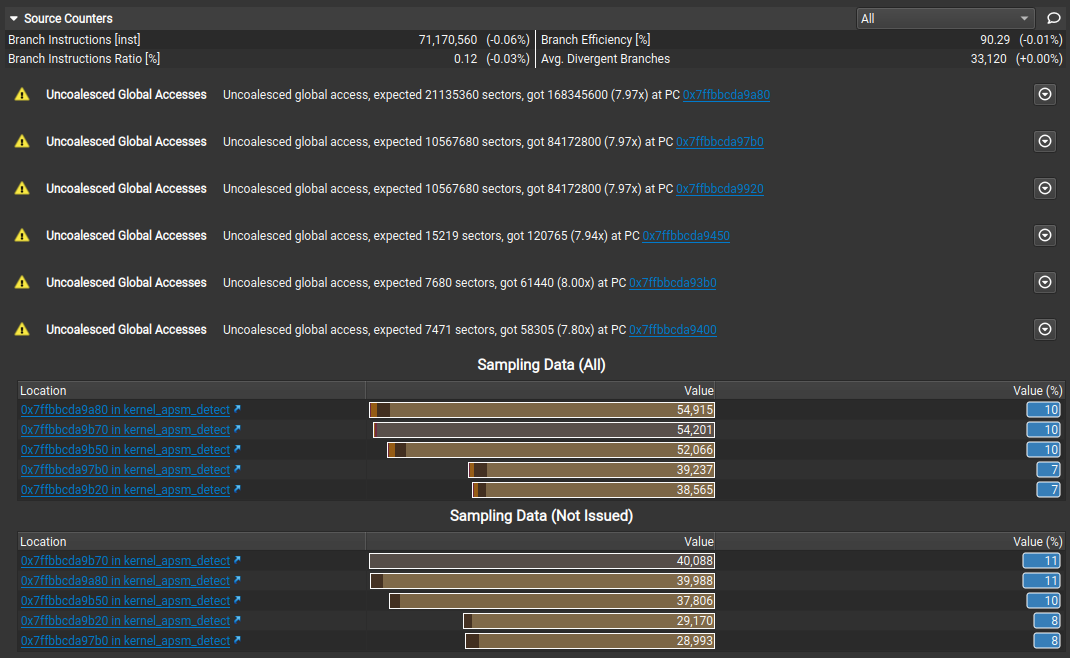 Source Counters All
Branch Instructions [inst] 71,170,560 (-0.06%) Branch Efficiency [%] 90.29 (-0.01%)
Branch Instructions Ratio [%] 0.12 (-0.03%) Avg. Divergent Branches 33,120 (+0.00%)
Uncoalesced Global Accesses Uncoalesced global access, expected 21135360 sectors, got 168345600 (7.97x) at PC 0x7ffbbcda9a80
Uncoalesced Global Accesses Uncoalesced global access, expected 10567680 sectors, got 84172800 (7.97x) at PC 0x7ffbbcda97b0
Uncoalesced Global Accesses Uncoalesced global access, expected 10567680 sectors, got 84172800 (7.97x) at PC 0x7ffbbcda9920
Uncoalesced Global Accesses Uncoalesced global access, expected 15219 sectors, got 120765 (7.94x) at PC 0x7ffbbcda9450
Uncoalesced Global Accesses Uncoalesced global access, expected 7680 sectors, got 61440 (8.00x) at PC 0x7ffbbcda93b0
Uncoalesced Global Accesses Uncoalesced global access, expected 7471 sectors, got 58305 (7.80x) at PC 0x7ffbbcda9400
Sampling Data (All)
Location Value Value (%)
0x7ffbbcda9a80 in kernel_apsm_detect 54,915 10
0x7ffbbcda9b70 in kernel_apsm_detect 54,201 10
0x7ffbbcda9b50 in kernel_apsm_detect 52,066 10
0x7ffbbcda97b0 in kernel_apsm_detect 39,237 7
0x7ffbbcda9b20 in kernel_apsm_detect 38,565 7
Sampling Data (Not Issued)
Location Value Value (%)
0x7ffbbcda9b70 in kernel_apsm_detect 40,088 11
0x7ffbbcda9a80 in kernel_apsm_detect 39,988 11
0x7ffbbcda9b50 in kernel_apsm_detect 37,806 10
0x7ffbbcda9b20 in kernel_apsm_detect 29,170 8
0x7ffbbcda97b0 in kernel_apsm_detect 28,993 8